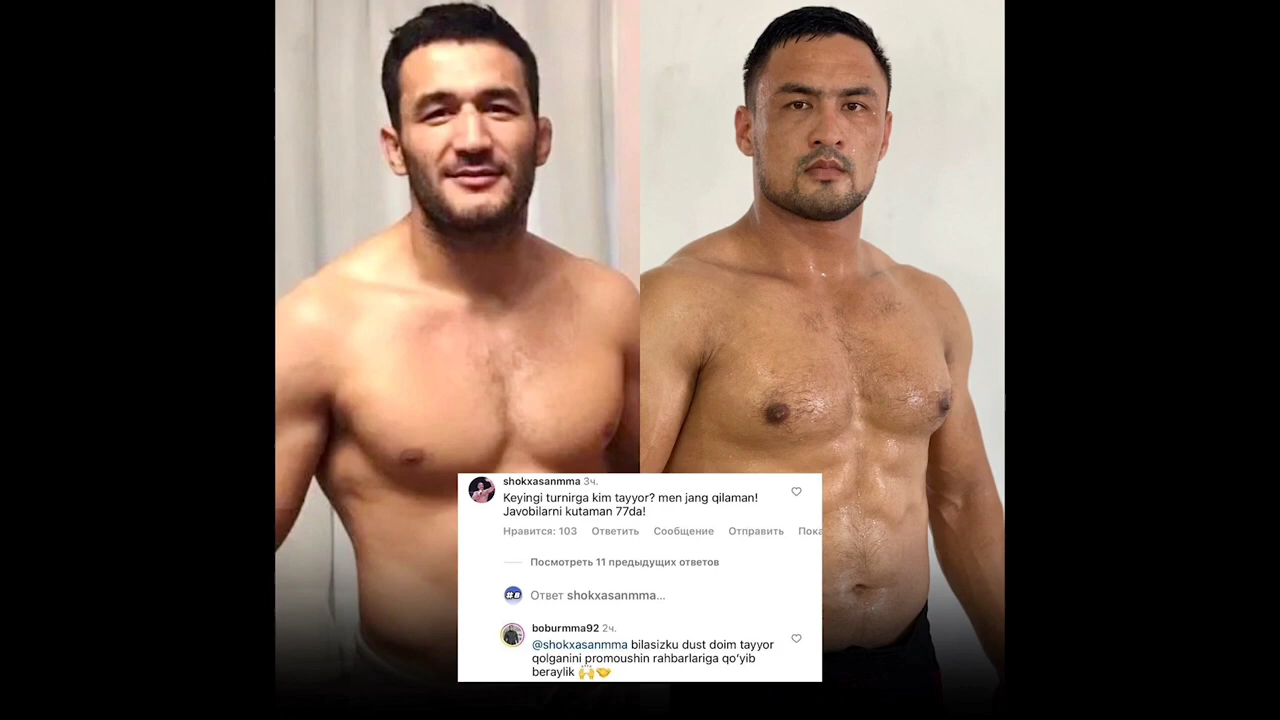 shokxasanmma 3ч.
Keyingi turnirga kim tayyor? men jang qilaman!
Javobilarni kutaman 77da!
Нравится: 103 Ответить Сообщение Отправить Пока
Посмотреть 11 предыдущих ответов
#B
Ответ shokxasanmma...
boburmma92 2ч.
@shokxasanmma bilasizku dust doim tayyor
qolganini promoushin rahbarlariga qo‘yib
beraylik 🙌🤝